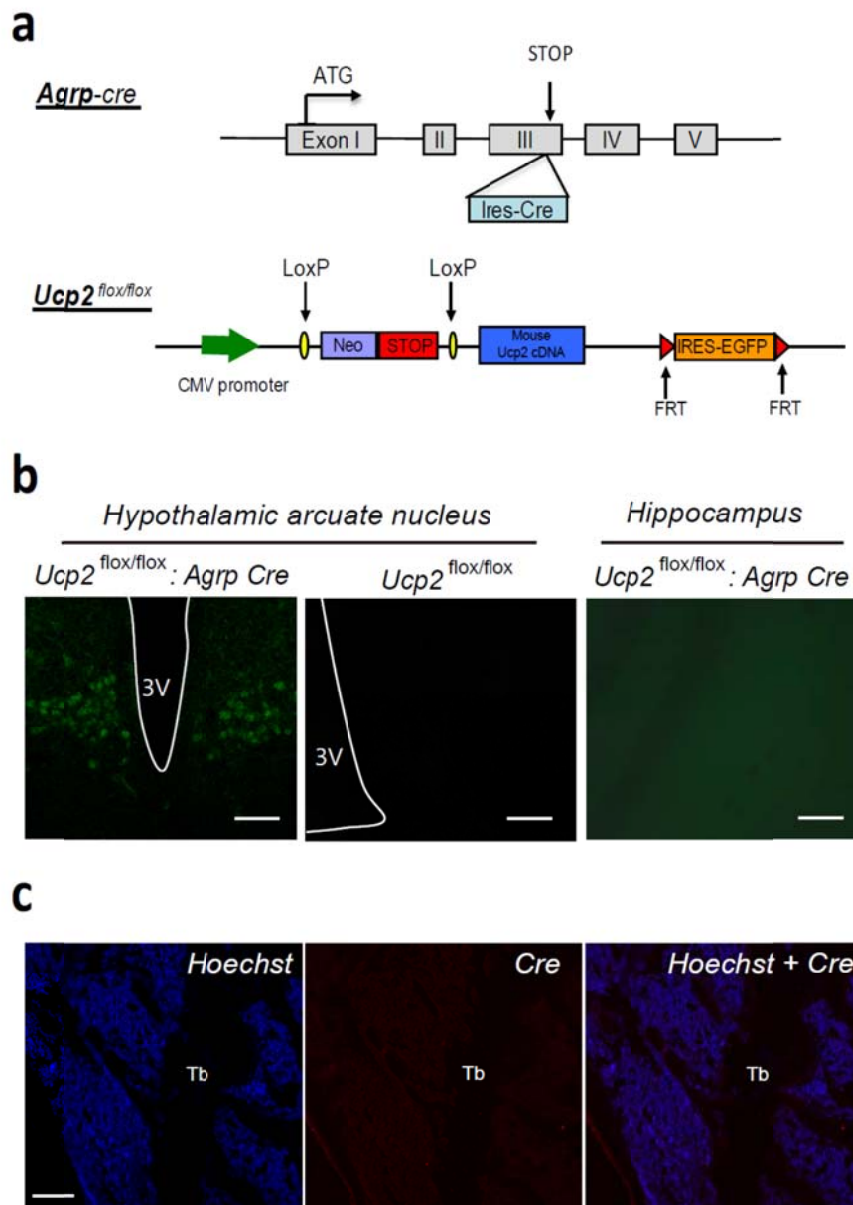 a
Agrp-cre
ATG
STOP
Exon I
II
III
IV
V
Ires-Cre
Ucp2 flox/flox
LoxP
LoxP
CMV promoter
Neo
STOP
Mouse
Ucp2 cDNA
IRES-EGFP
FRT
FRT
b
Hypothalamic arcuate nucleus
Hippocampus
Ucp2 flox/flox : Agrp Cre
Ucp2 flox/flox
Ucp2 flox/flox : Agrp Cre
3V
3V
c
Hoechst
Cre
Hoechst + Cre
Tb
Tb
Tb